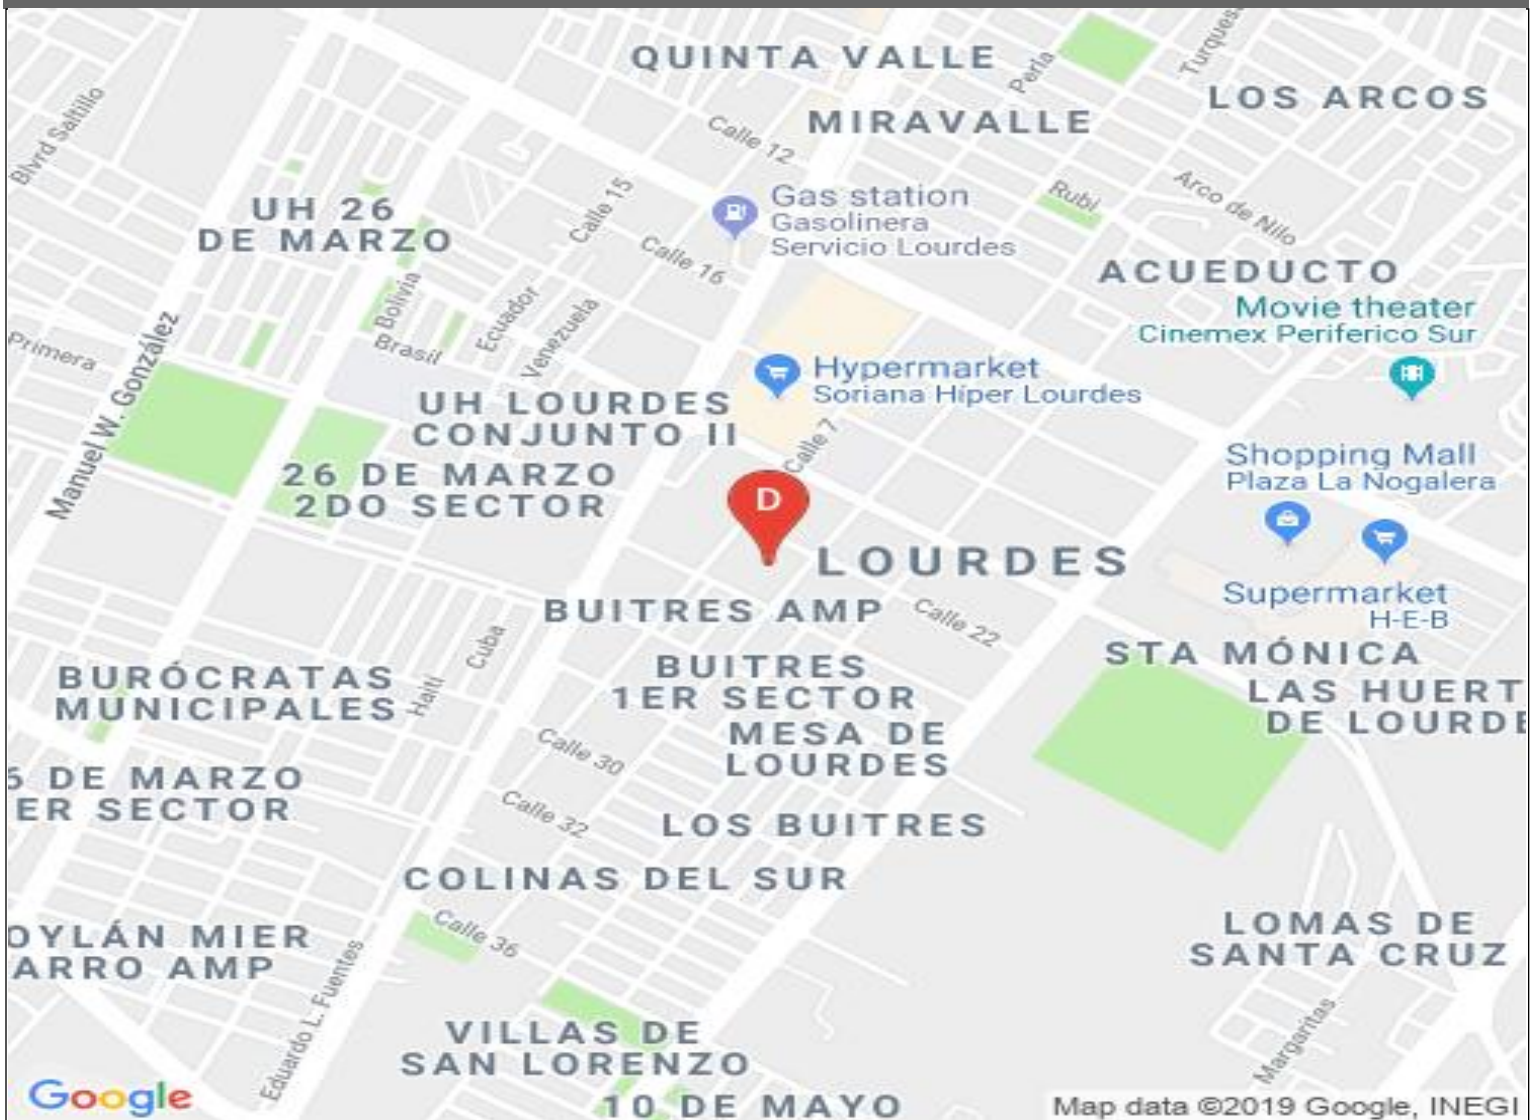 QUINTA VALLE
Perla
Turques
LOS ARCOS
MIRAVALLE
Blvrd Saltillo
Calle 12
UH 26
DE MARZO
Calle 15
Calle 16
Gas station
Gasolinera
Servicio Lourdes
Rubí
Arco de Nilo
ACUEDUCTO
Movie theater
Cinemex Periferico Sur
Bolivia
Brasil
Ecuador
Venezuela
Primera
Manuel W. González
Hypermarket
Soriana Híper Lourdes
UH LOURDES
CONJUNTO II
Calle 7
26 DE MARZO
2DO SECTOR
Shopping Mall
Plaza La Nogalera
D
LOURDES
Supermarket
H-E-B
BUITRES AMP
Calle 22
Cuba
Haití
BURÓCRATAS
MUNICIPALES
BUITRES
1ER SECTOR
STA MÓNICA
LAS HUERT
DE LOURDE
MESA DE
LOURDES
Calle 30
6 DE MARZO
ER SECTOR
Calle 32
LOS BUITRES
COLINAS DEL SUR
Calle 36
OYLÁN MIER
ARRO AMP
LOMAS DE
SANTA CRUZ
Eduardo L. Fuentes
VILLAS DE
SAN LORENZO
Margaritas
Google
10 DE MAYO
Map data ©2019 Google, INEGI